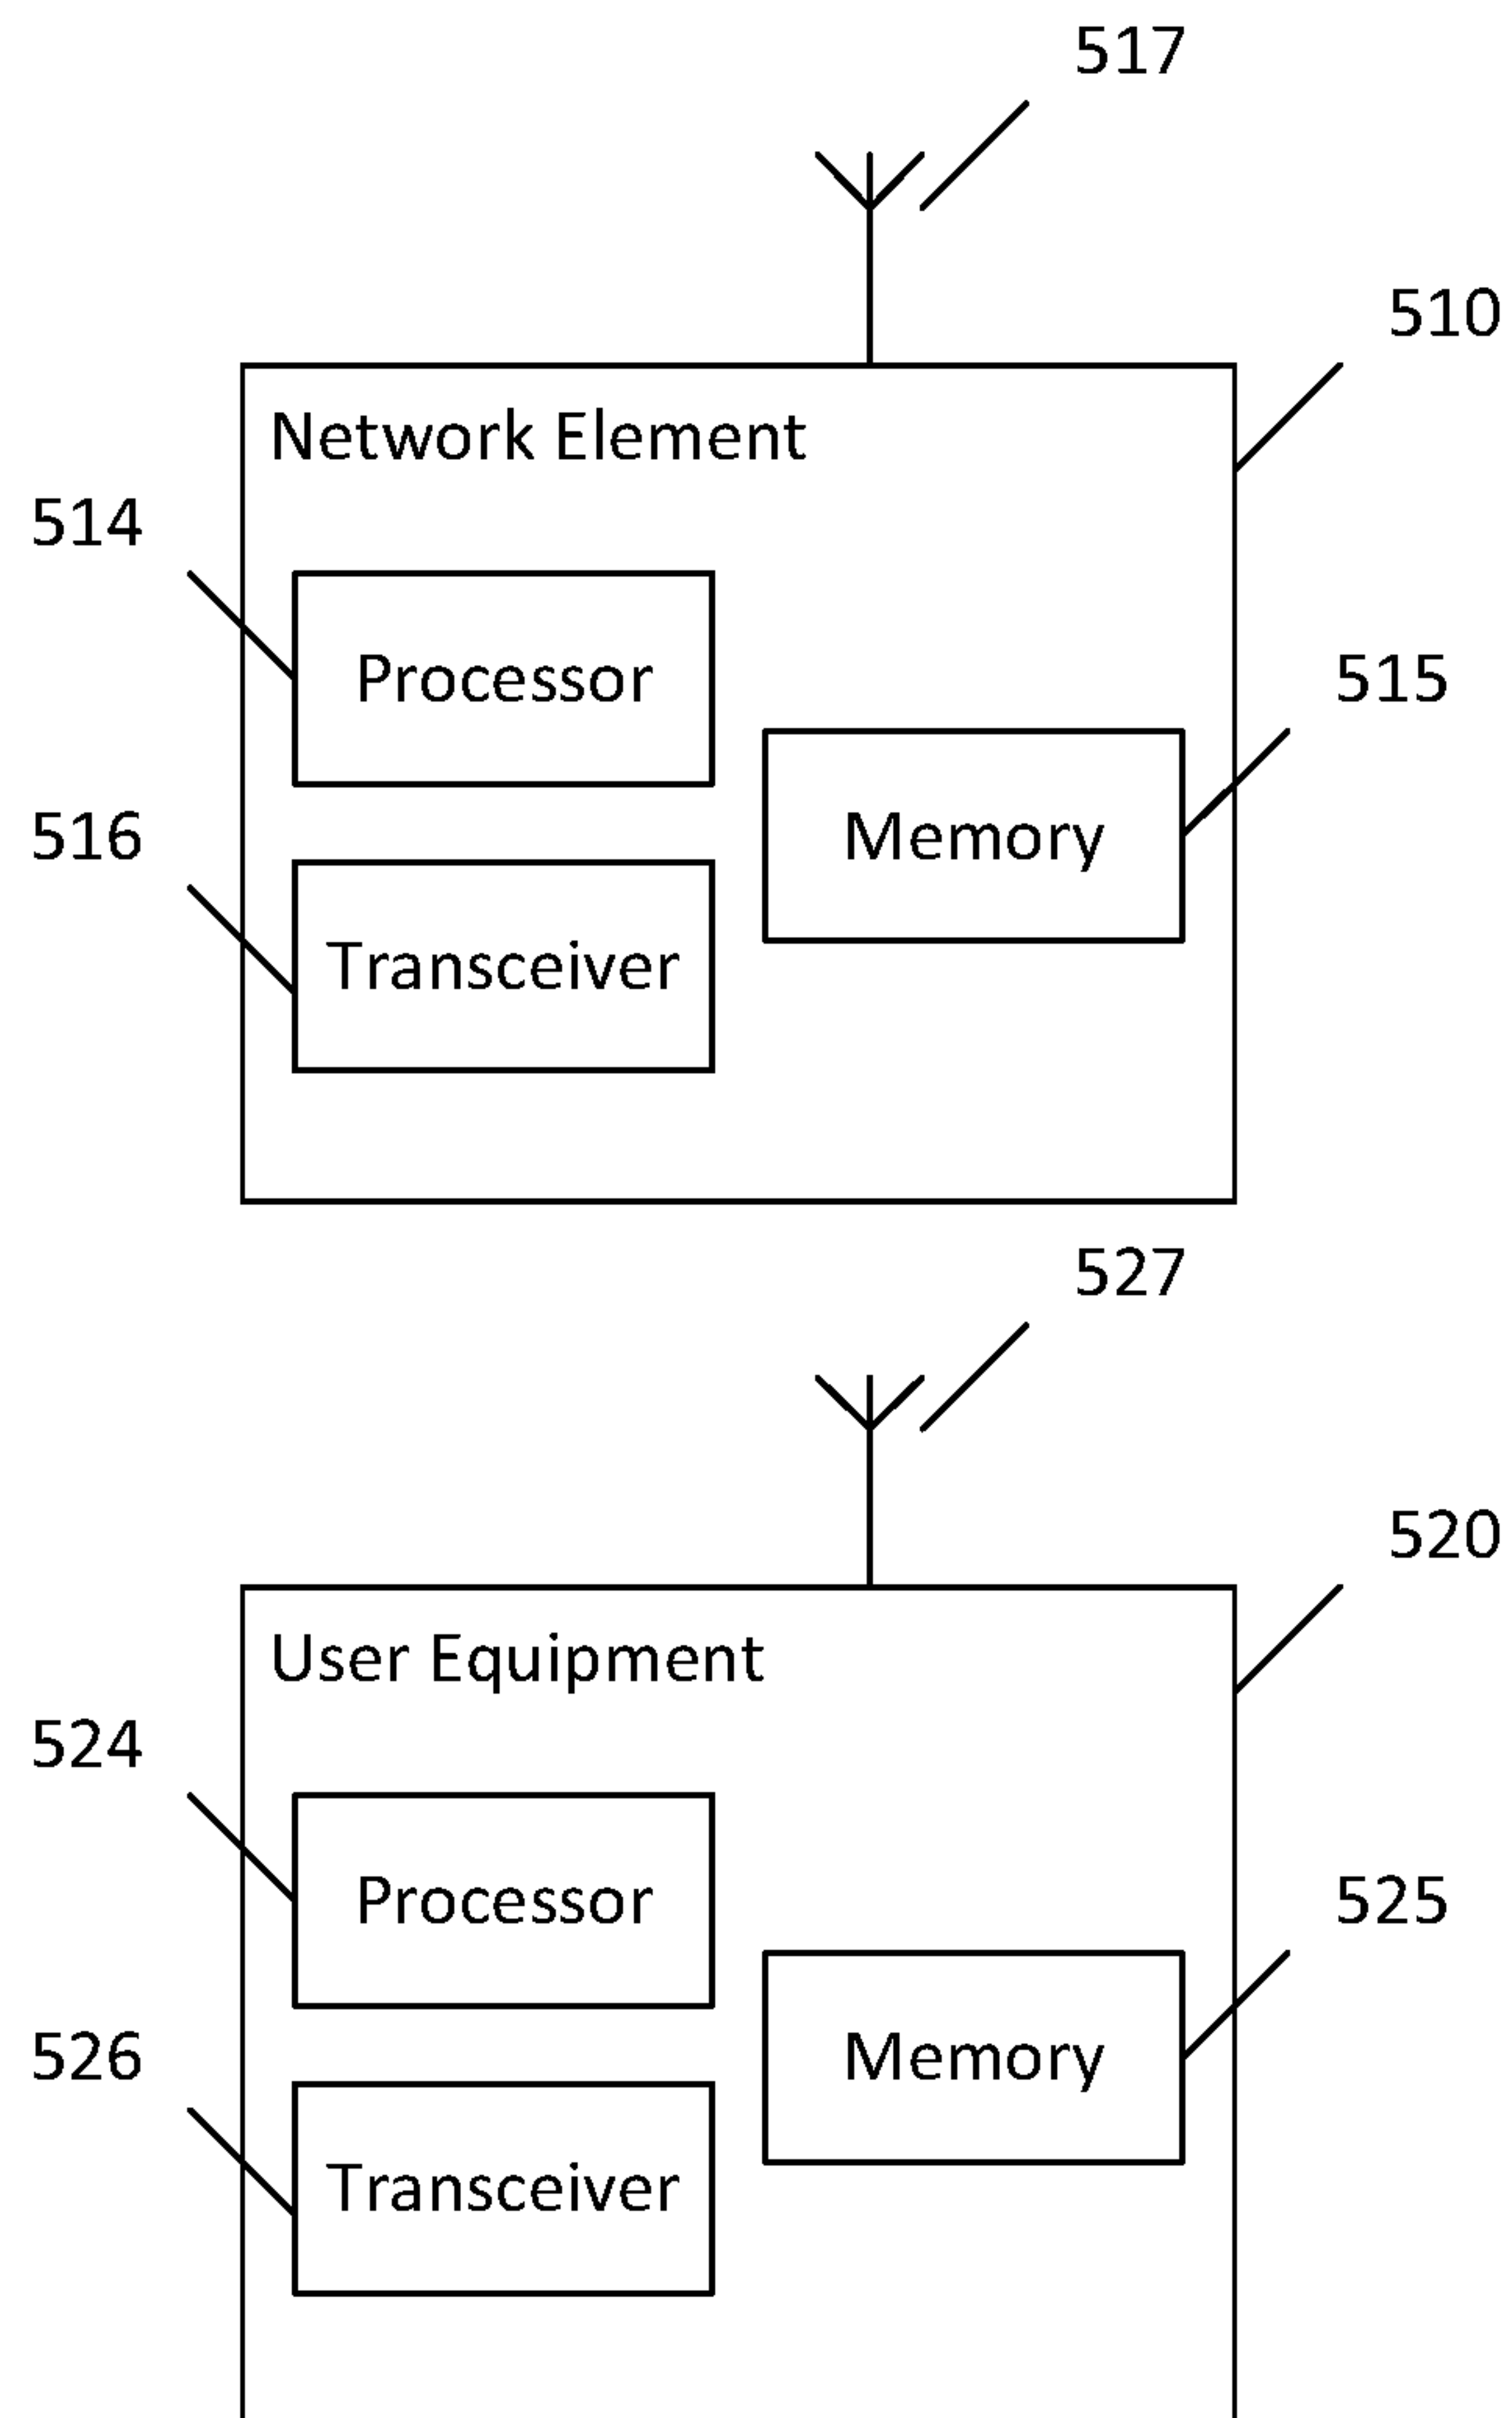 517
510
Network Element
514
Processor
515
516
Memory
Transceiver
527
520
User Equipment
524
Processor
525
526
Memory
Transceiver